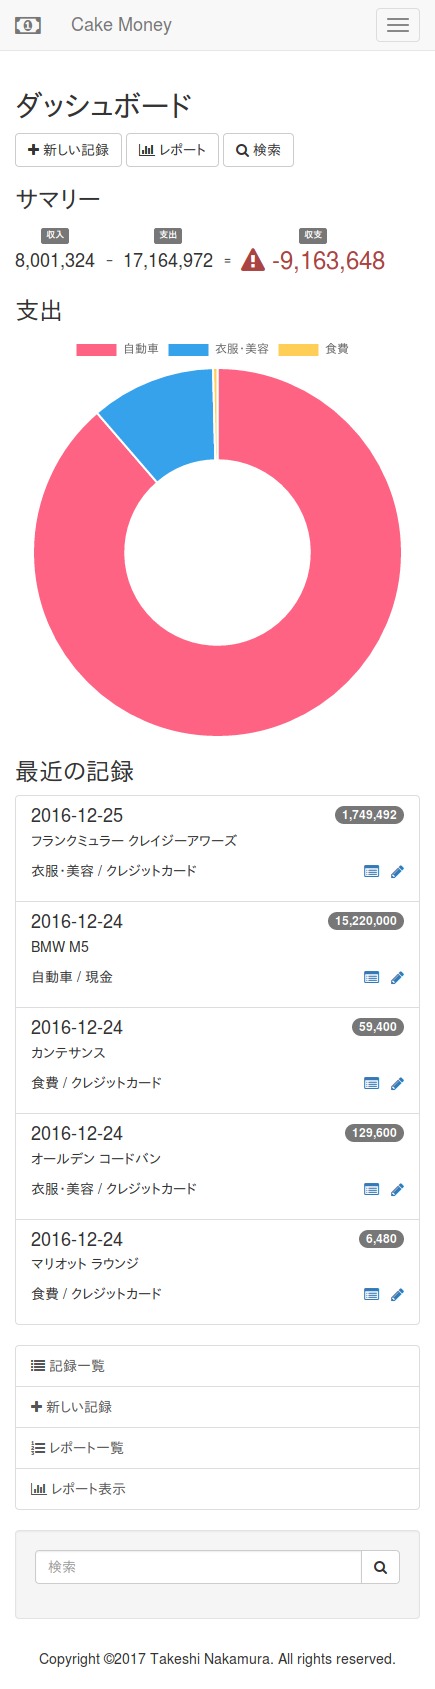 Cake Money
ダッシュボード
新しい記録 レポート 検索
サマリー
収入 支出 収支
8,001,324 - 17,164,972 = -9,163,648
支出
自動車 衣服·美容 食費
最近の記録
2016-12-25 1,749,492
フランクミュラー クレイジーアワーズ
衣服·美容 / クレジットカード
2016-12-24 15,220,000
BMW M5
自動車 / 現金
2016-12-24 59,400
カンテサンス
食費 / クレジットカード
2016-12-24 129,600
オールデン コードバン
衣服·美容 / クレジットカード
2016-12-24 6,480
マリオット ラウンジ
食費 / クレジットカード
記録一覧
新しい記録
レポート一覧
レポート表示
検索
Copyright ©2017 Takeshi Nakamura. All rights reserved.